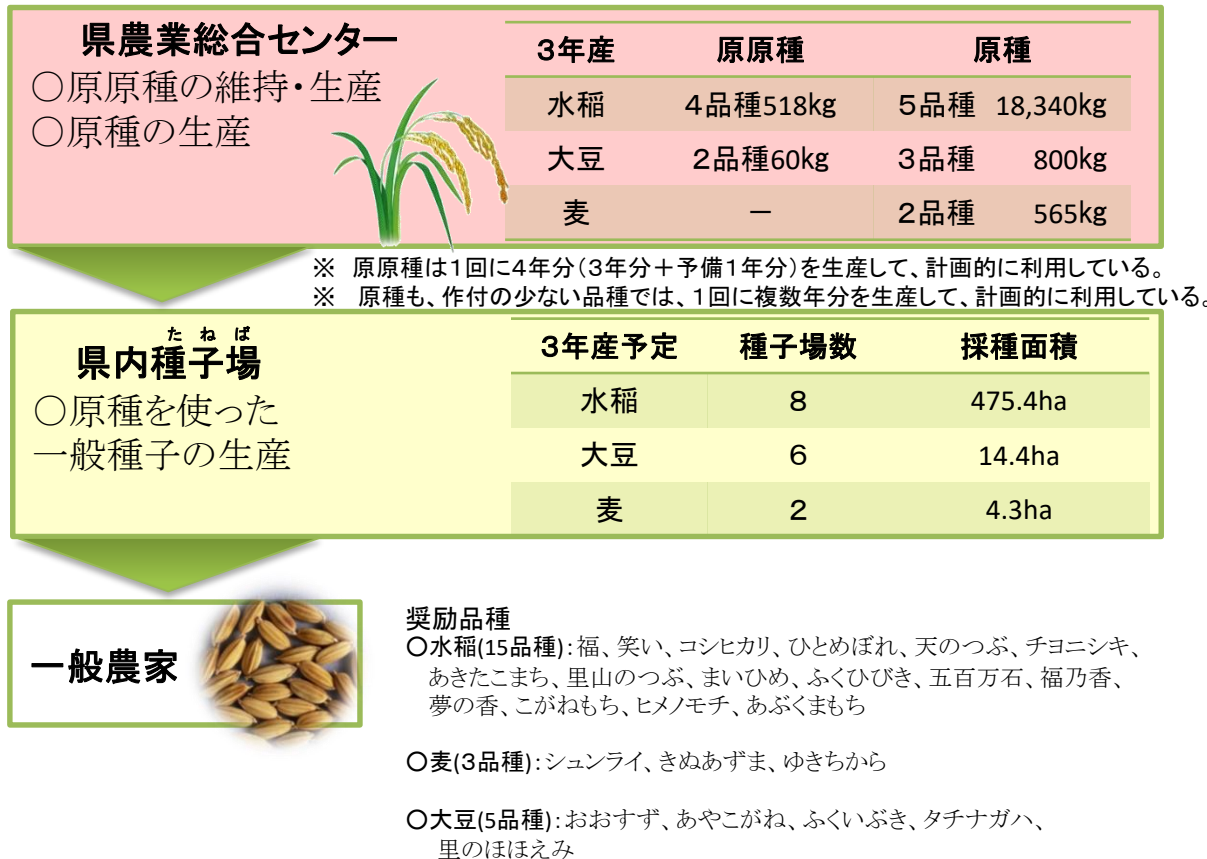 県農業総合センター
○原原種の維持・生産
○原種の生産
3年産 原原種 原種
水稲 4品種518kg 5品種 18,340kg
大豆 2品種60kg 3品種 800kg
麦 － 2品種 565kg
※ 原原種は1回に4年分(3年分＋予備1年分)を生産して、計画的に利用している。
※ 原種も、作付の少ない品種では、1回に複数年分を生産して、計画的に利用している。
たねば
県内種子場
○原種を使った
一般種子の生産
3年産予定 種子場数 採種面積
水稲 8 475.4ha
大豆 6 14.4ha
麦 2 4.3ha
一般農家
奨励品種
○水稲(15品種):福、笑い、コシヒカリ、ひとめぼれ、天のつぶ、チヨニシキ、
あきたこまち、里山のつぶ、まいひめ、ふくひびき、五百万石、福乃香、
夢の香、こがねもち、ヒメノモチ、あぶくまもち
○麦(3品種):シュンライ、きぬあずま、ゆきちから
○大豆(5品種):おおすず、あやこがね、ふくいぶき、タチナガハ、
里のほほえみ